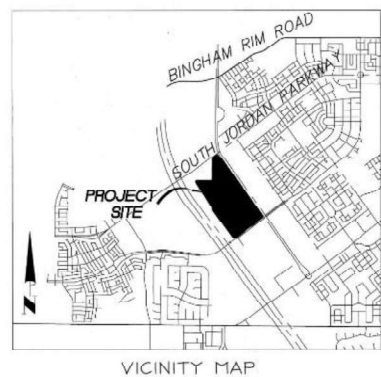 BINGHAM RIM ROAD
SOUTH JORDAN PARKWAY
PROJECT
SITE
N
VICINITY MAP